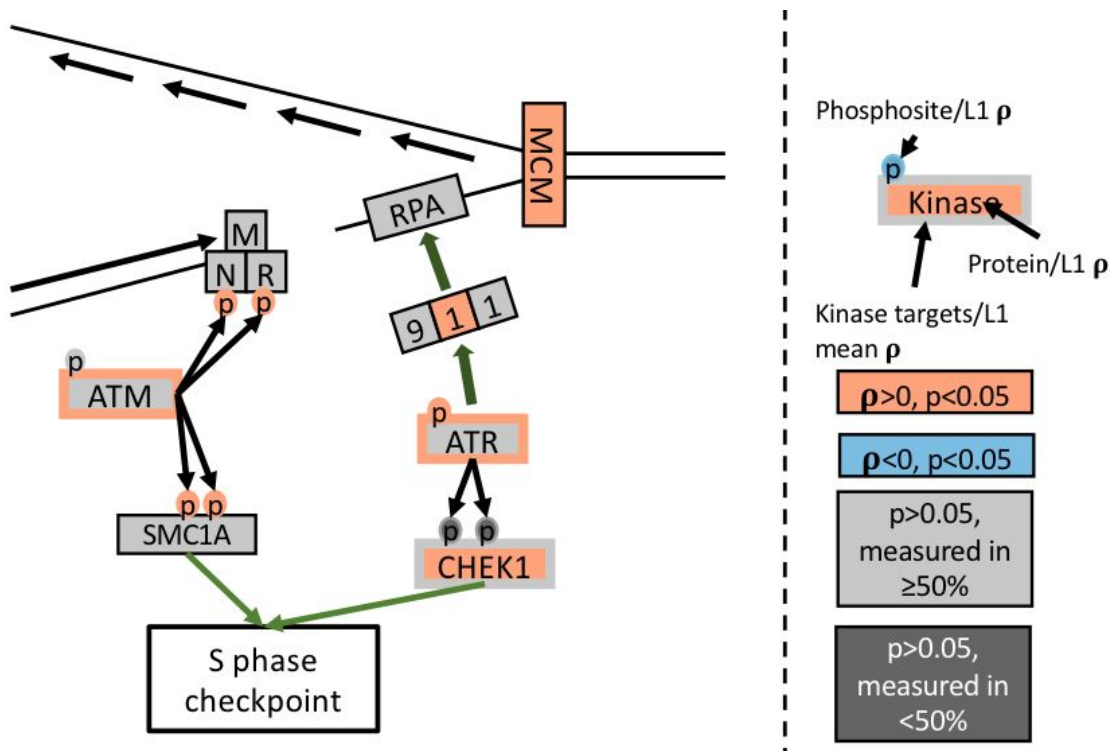 MCM
RPA
M
N R
p p
9 1 1
p
ATM
p
ATR
p p
SMC1A
p p
CHEK1
S phase
checkpoint
Phosphosite/L1 ρ
p
Kinase
Protein/L1 ρ
Kinase targets/L1
mean ρ
ρ>0, p<0.05
ρ<0, p<0.05
p>0.05,
measured in
≥50%
p>0.05,
measured in
<50%